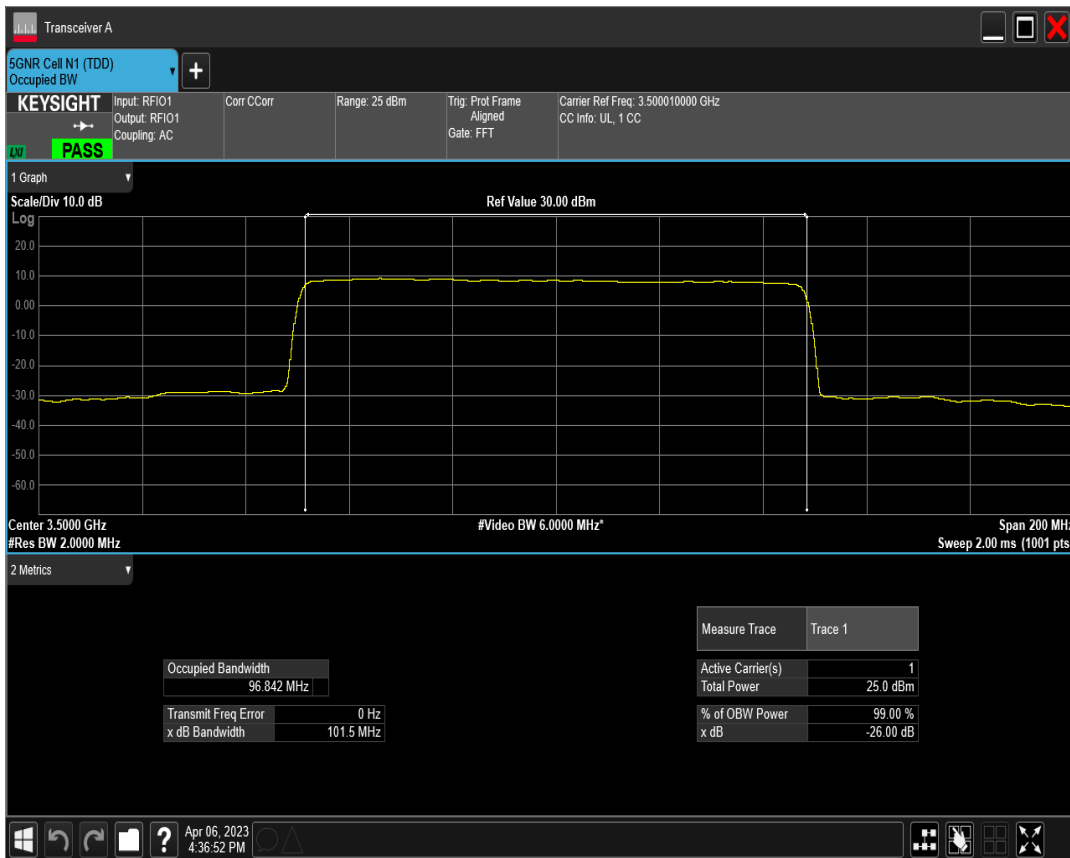 Transceiver A
5GNR Cell N1 (TDD)
Occupied BW
+
KEYSIGHT
LXI
PASS
Input: RFIO1
Output: RFIO1
Coupling: AC
Corr CCorr
Range: 25 dBm
Trig: Prot Frame
Aligned
Gate: FFT
Carrier Ref Freq: 3.500010000 GHz
CC Info: UL, 1 CC
1 Graph
Scale/Div 10.0 dB
Ref Value 30.00 dBm
Log
20.0
10.0
0.00
-10.0
-20.0
-30.0
-40.0
-50.0
-60.0
Center 3.5000 GHz
#Video BW 6.0000 MHz*
Span 200 MHz
#Res BW 2.0000 MHz
Sweep 2.00 ms (1001 pts
2 Metrics
Measure Trace Trace 1
Occupied Bandwidth
96.842 MHz
Active Carrier(s) 1
Total Power 25.0 dBm
Transmit Freq Error 0 Hz
x dB Bandwidth 101.5 MHz
% of OBW Power 99.00 %
x dB -26.00 dB
?
Apr 06, 2023
4:36:52 PM